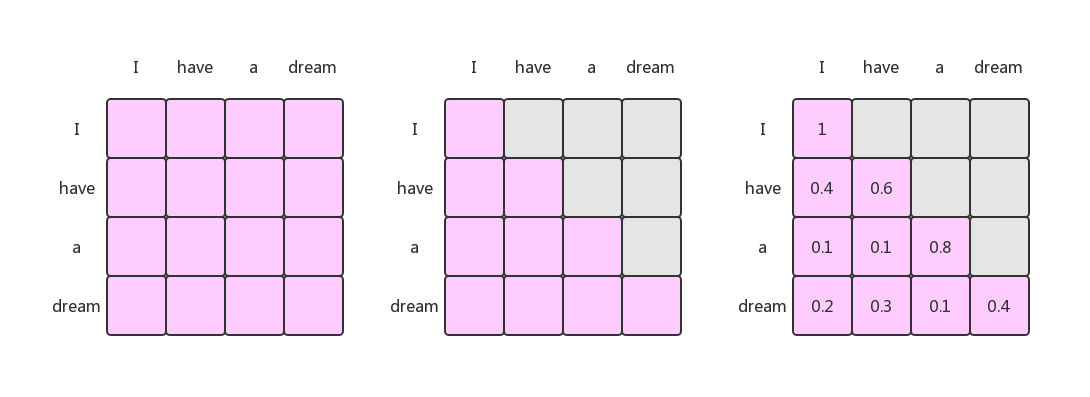 I have a dream
I
have
a
dream
I have a dream
I
have
a
dream
I have a dream
I 1
have 0.4 0.6
a 0.1 0.1 0.8
dream 0.2 0.3 0.1 0.4